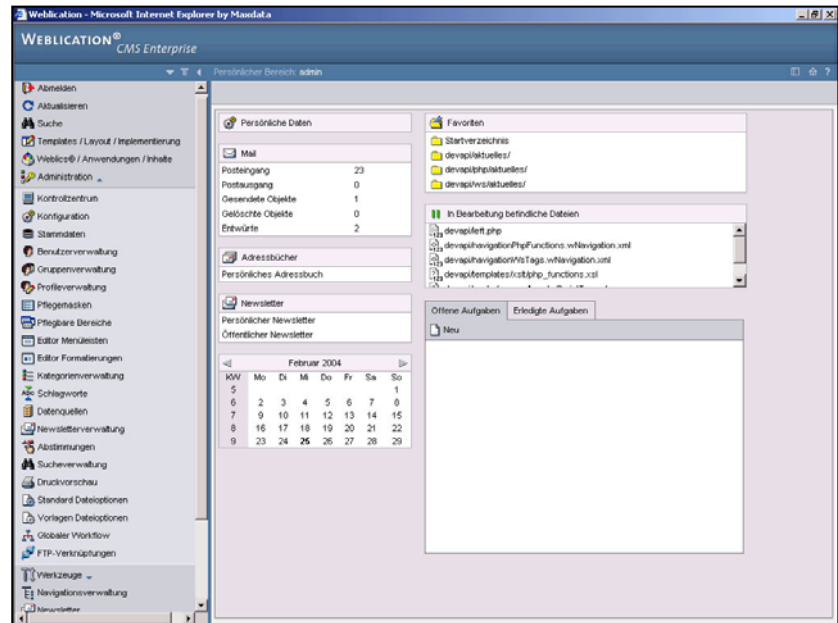 Weblication - Microsoft Internet Explorer by Maxdata
WEBLICATION®
CMS Enterprise
Persönlicher Bereich: admin
Abmelden
Aktualisieren
Suche
Templates / Layout / Implementierung
Weblics® / Anwendungen / Inhalte
Administration
Kontrollzentrum
Konfiguration
Stammdaten
Benutzerverwaltung
Gruppenverwaltung
Profileverwaltung
Pflegemasken
Pflegbare Bereiche
Editor Menüleisten
Editor Formatierungen
Kategorienverwaltung
Schlagworte
Datenquellen
Newsletterverwaltung
Abstimmungen
Sucheverwaltung
Druckvorschau
Standard Dateioptionen
Vorlagen Dateioptionen
Globaler Workflow
FTP-Verknüpfungen
Werkzeuge
Navigationsverwaltung
Newsletter
Persönliche Daten
Mail
Posteingang 23
Postausgang 0
Gesendete Objekte 1
Gelöschte Objekte 0
Entwürfe 2
Adressbücher
Persönliches Adressbuch
Newsletter
Persönlicher Newsletter
Öffentlicher Newsletter
Februar 2004
KW Mo Di Mi Do Fr Sa So
5 1
6 2 3 4 5 6 7 8
7 9 10 11 12 13 14 15
8 16 17 18 19 20 21 22
9 23 24 25 26 27 28 29
Favoriten
Startverzeichnis
devapi/aktuelles/
devapi/php/aktuelles/
devapi/ws/aktuelles/
In Bearbeitung befindliche Dateien
devapi/left.php
devapi/navigationPhpFunctions.wNavigation.xml
devapi/navigationWsTags.wNavigation.xml
devapi/templates/xslt/php_functions.xsl
Offene Aufgaben Erledigte Aufgaben
Neu